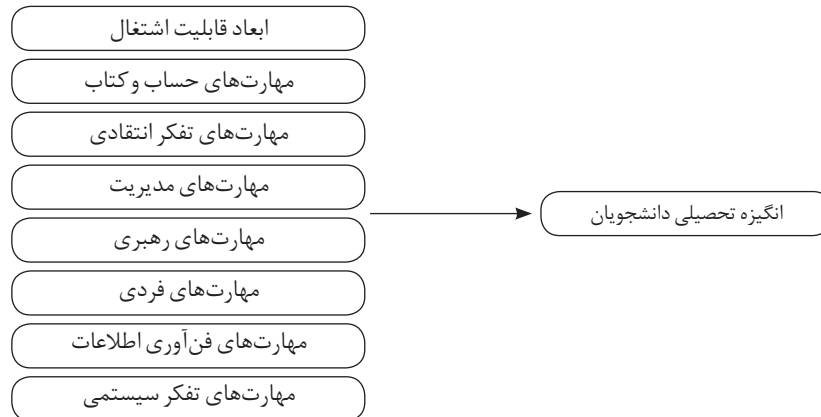 ابعاد قابلیت اشتغال
مهارت‌های حساب و کتاب
مهارت‌های تفکر انتقادی
مهارت‌های مدیریت
مهارت‌های رهبری
مهارت‌های فردی
مهارت‌های فن‌آوری اطلاعات
مهارت‌های تفکر سیستمی
انگیزه تحصیلی دانشجویان